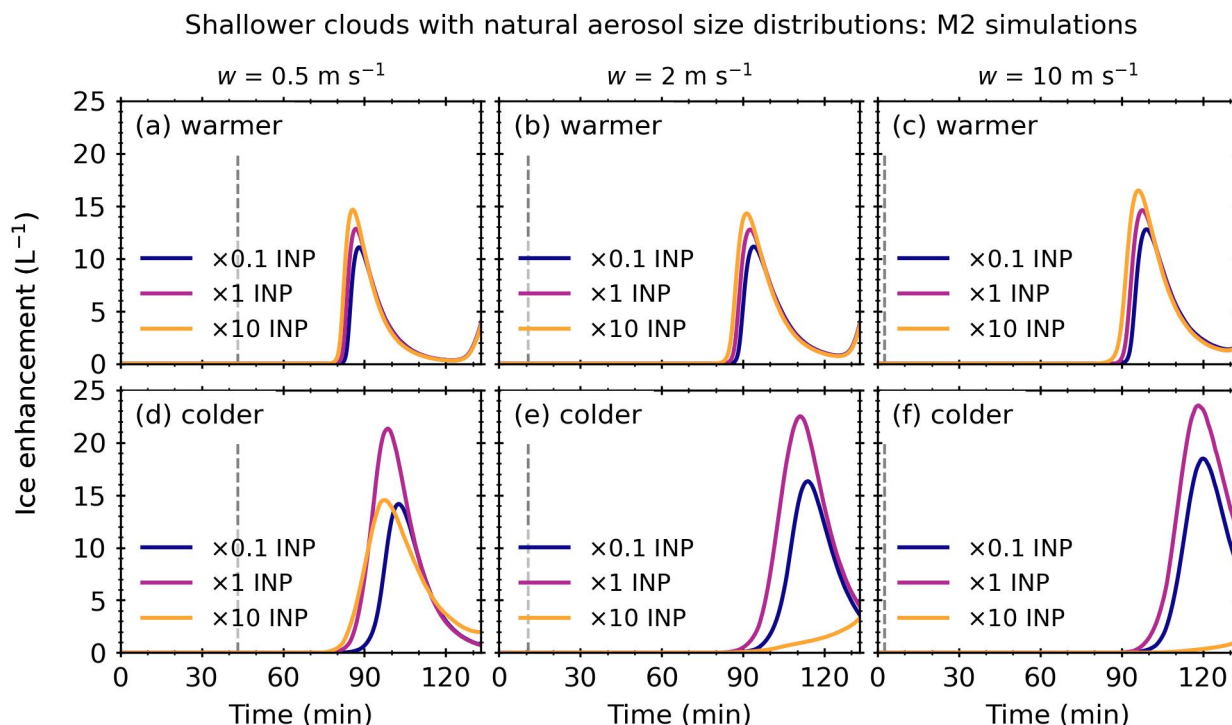 Shallower clouds with natural aerosol size distributions: M2 simulations
w = 0.5 m s⁻¹
w = 2 m s⁻¹
w = 10 m s⁻¹
Ice enhancement (L⁻¹)
25
20
15
10
5
0
(a) warmer
×0.1 INP
×1 INP
×10 INP
(b) warmer
×0.1 INP
×1 INP
×10 INP
(c) warmer
×0.1 INP
×1 INP
×10 INP
25
20
15
10
5
0
(d) colder
×0.1 INP
×1 INP
×10 INP
(e) colder
×0.1 INP
×1 INP
×10 INP
(f) colder
×0.1 INP
×1 INP
×10 INP
0 30 60 90 120
0 30 60 90 120
0 30 60 90 120
Time (min)
Time (min)
Time (min)